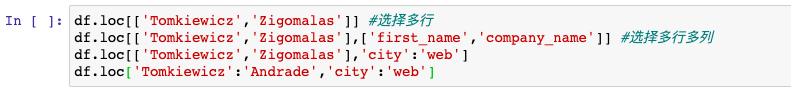 In [ ]: df.loc[['Tomkiewicz','Zigomalas']] #选择多行
df.loc[['Tomkiewicz','Zigomalas'],['first_name','company_name']] #选择多行多列
df.loc[['Tomkiewicz','Zigomalas'],'city':'web']
df.loc['Tomkiewicz':'Andrade','city':'web']